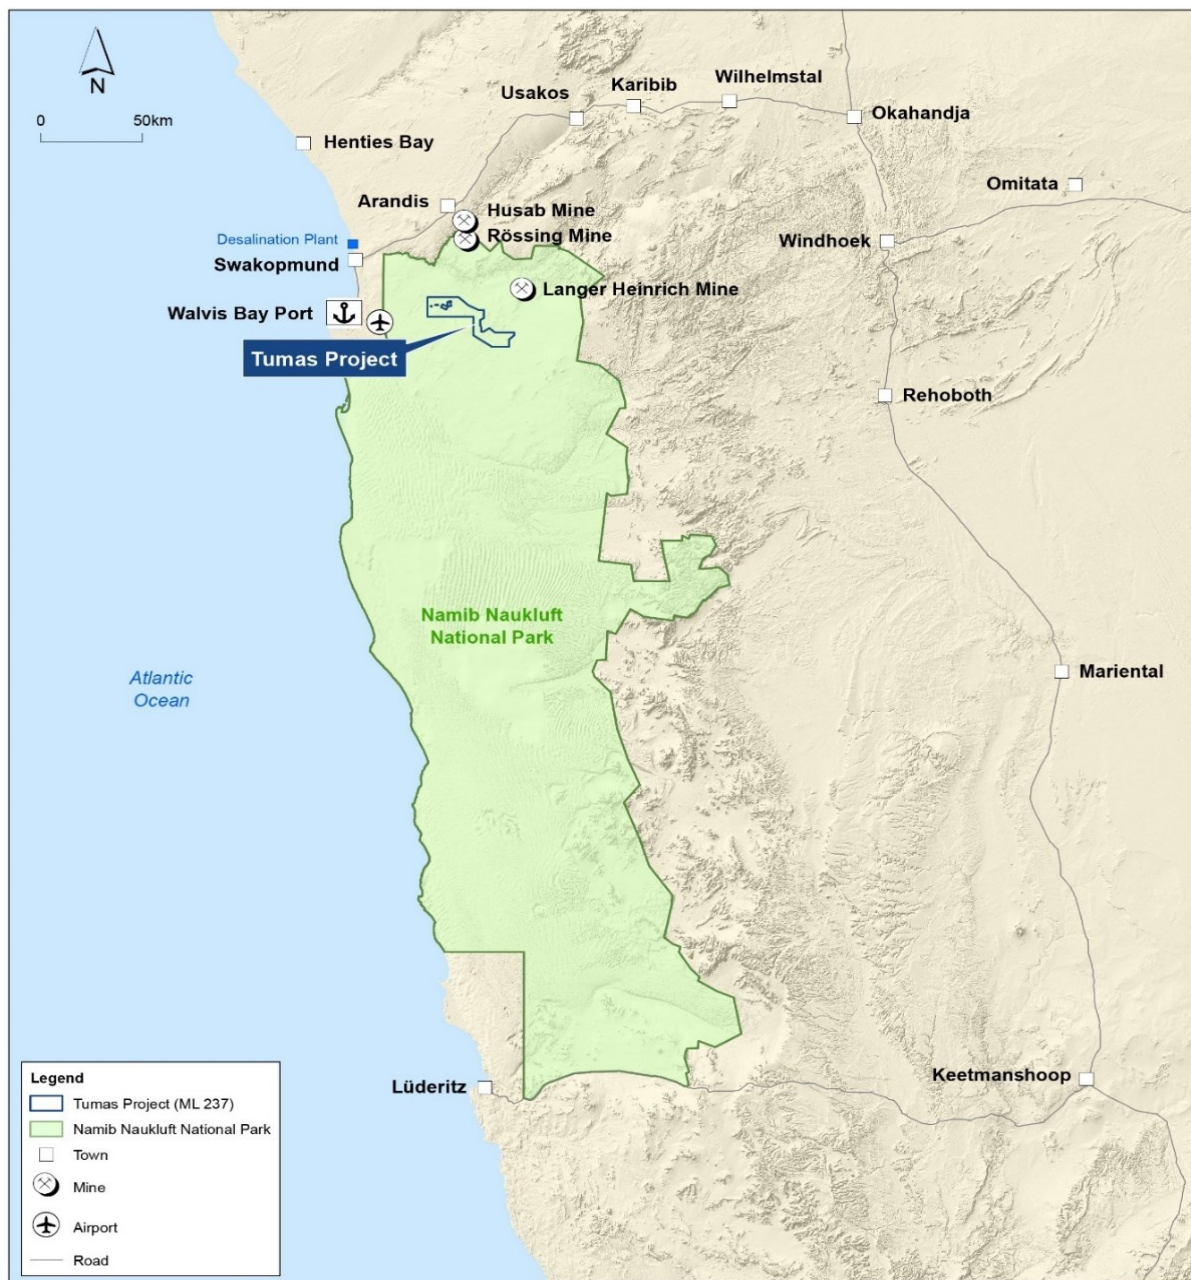 N
0 50km
Henties Bay
Usakos
Karibib
Wilhelmstal
Okahandja
Omitata
Arandis
Husab Mine
Rössing Mine
Windhoek
Desalination Plant
Swakopmund
Langer Heinrich Mine
Walvis Bay Port
Tumas Project
Rehoboth
Namib Naukluft
National Park
Atlantic
Ocean
Mariental
Keetmanshoop
Lüderitz
Legend
Tumas Project (ML 237)
Namib Naukluft National Park
Town
Mine
Airport
Road